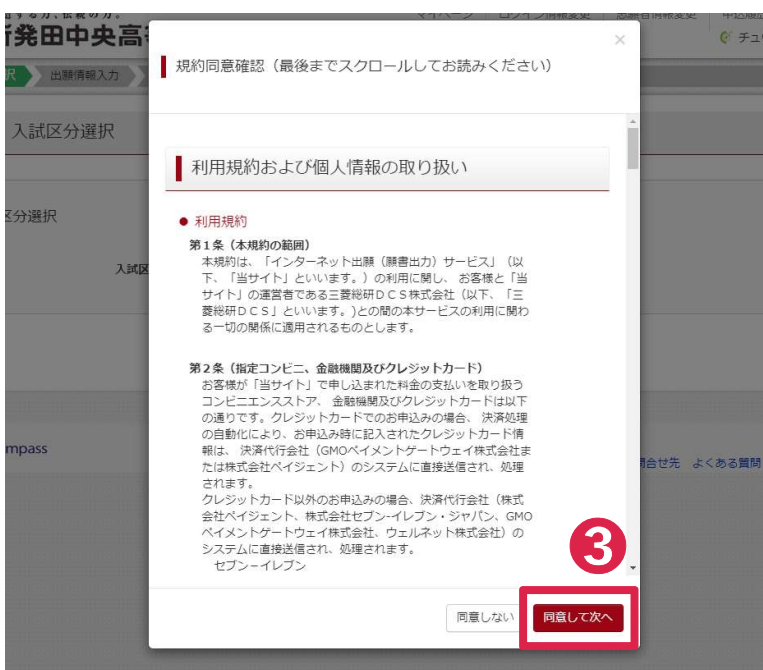 マイページ ログイン情報変更 志願者情報変更 申込履歴
発田中央高
チュ
択 出願情報入力
×
規約同意確認（最後までスクロールしてお読みください）
入試区分選択
利用規約および個人情報の取り扱い
区分選択
● 利用規約
第１条（本規約の範囲）
入試区
本規約は、「インターネット出願（願書出力）サービス」（以
下、「当サイト」といいます。）の利用に関し、 お客様と「当
サイト」の運営者である三菱総研ＤＣＳ株式会社（以下、「三
菱総研ＤＣＳ」といいます。)との間の本サービスの利用に関わ
る一切の関係に適用されるものとします。
第２条（指定コンビニ、金融機関及びクレジットカード）
お客様が「当サイト」で申し込まれた料金の支払いを取り扱う
コンビニエンスストア、 金融機関及びクレジットカードは以下
の通りです。クレジットカードでのお申込みの場合、 決済処理
の自動化により、お申込み時に記入されたクレジットカード情
報は、 決済代行会社（GMOペイメントゲートウェイ株式会社ま
たは株式会社ペイジェント）のシステムに直接送信され、処理
されます。
mpass
問合せ先 よくある質問
クレジットカード以外のお申込みの場合、決済代行会社（株式
会社ペイジェント、株式会社セブン‐イレブン・ジャパン、GMO
ペイメントゲートウェイ株式会社、ウェルネット株式会社）の
システムに直接送信され、処理されます。
セブン－イレブン
3
同意しない 同意して次へ